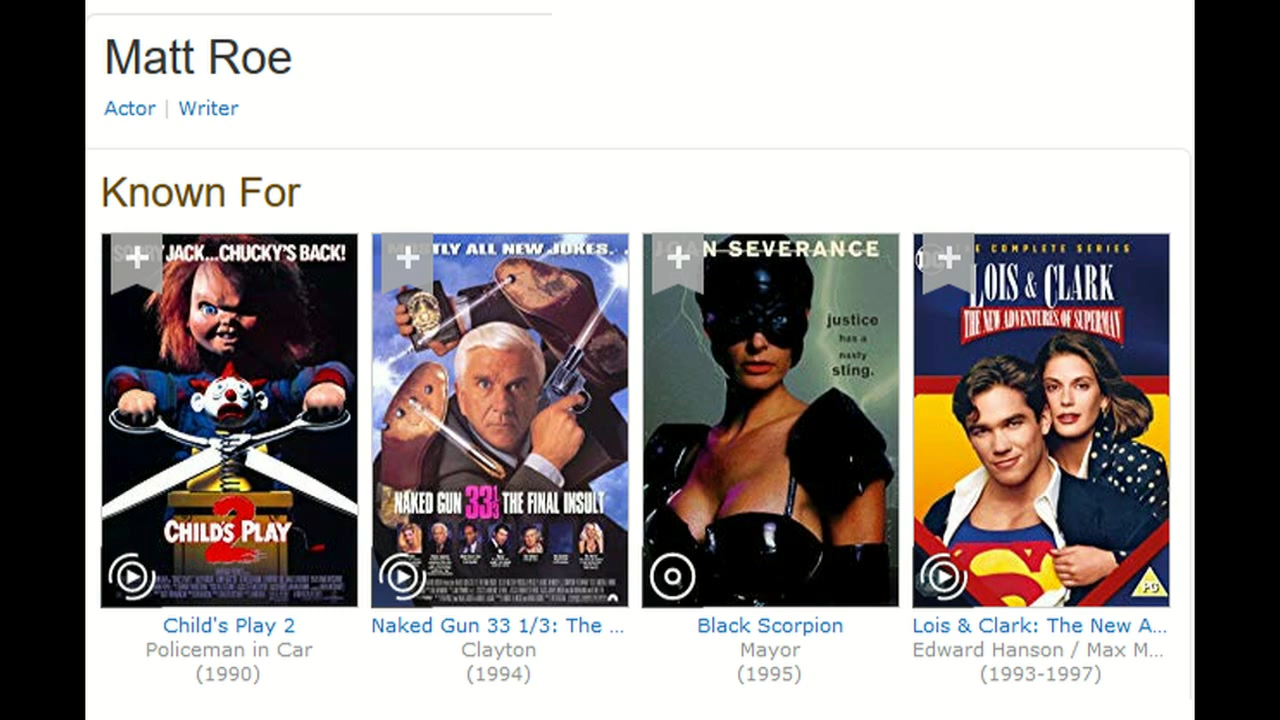 Matt Roe
Actor | Writer
Known For
JACK...CHUCKY'S BACK!
CHILD'S PLAY
2
Child's Play 2
Policeman in Car
(1990)
ALL NEW JOKES...
NAKED GUN 33 1/3 THE FINAL INSULT
Naked Gun 33 1/3: The ...
Clayton
(1994)
SEVERANCE
justice
has a
nasty
sting.
Black Scorpion
Mayor
(1995)
COMPLETE SERIES
LOIS & CLARK
THE NEW ADVENTURES OF SUPERMAN
PG
Lois & Clark: The New A...
Edward Hanson / Max M...
(1993-1997)